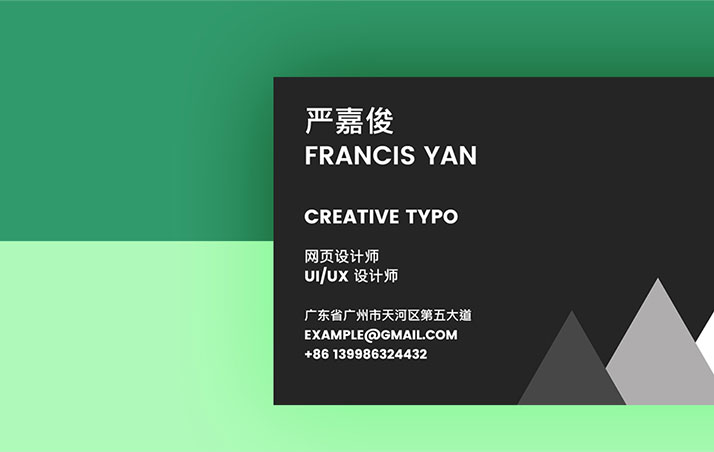 严嘉俊
FRANCIS YAN
CREATIVE TYPO
网页设计师
UI/UX 设计师
广东省广州市天河区第五大道
EXAMPLE@GMAIL.COM
+86 139986324432